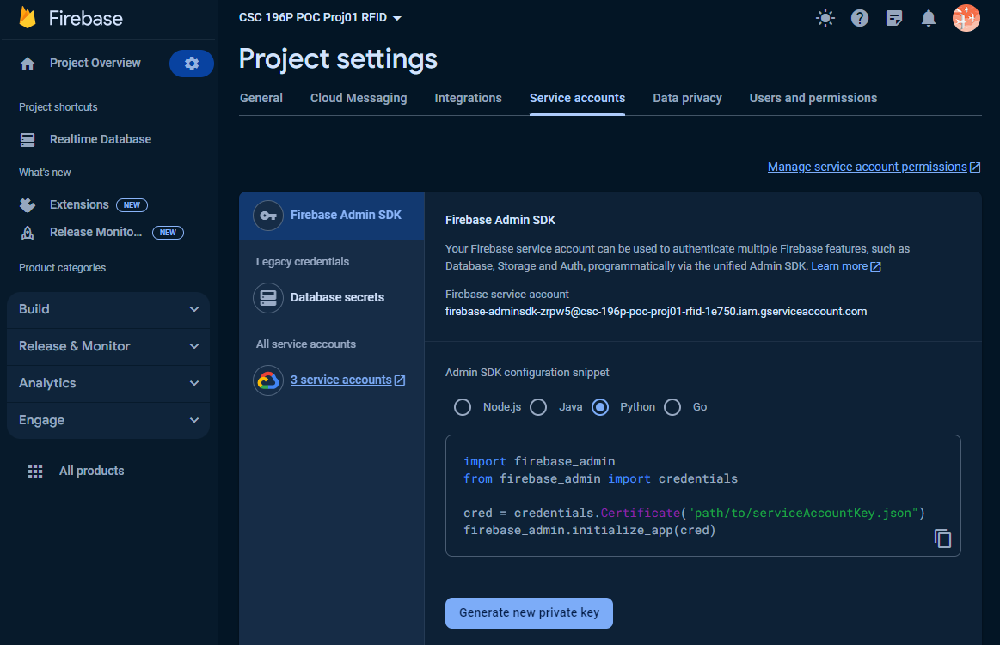 Firebase
CSC 196P POC Proj01 RFID
Project Overview
Project shortcuts
Realtime Database
What's new
Extensions NEW
Release Monito... NEW
Product categories
Build
Release & Monitor
Analytics
Engage
All products
Project settings
General Cloud Messaging Integrations Service accounts Data privacy Users and permissions
Manage service account permissions
Firebase Admin SDK
Legacy credentials
Database secrets
All service accounts
3 service accounts
Firebase Admin SDK
Your Firebase service account can be used to authenticate multiple Firebase features, such as
Database, Storage and Auth, programmatically via the unified Admin SDK. Learn more
Firebase service account
firebase-adminsdk-zrpw5@csc-196p-poc-proj01-rfid-1e750.iam.gserviceaccount.com
Admin SDK configuration snippet
Node.js Java Python Go
import firebase_admin
from firebase_admin import credentials
cred = credentials.Certificate("path/to/serviceAccountKey.json")
firebase_admin.initialize_app(cred)
Generate new private key